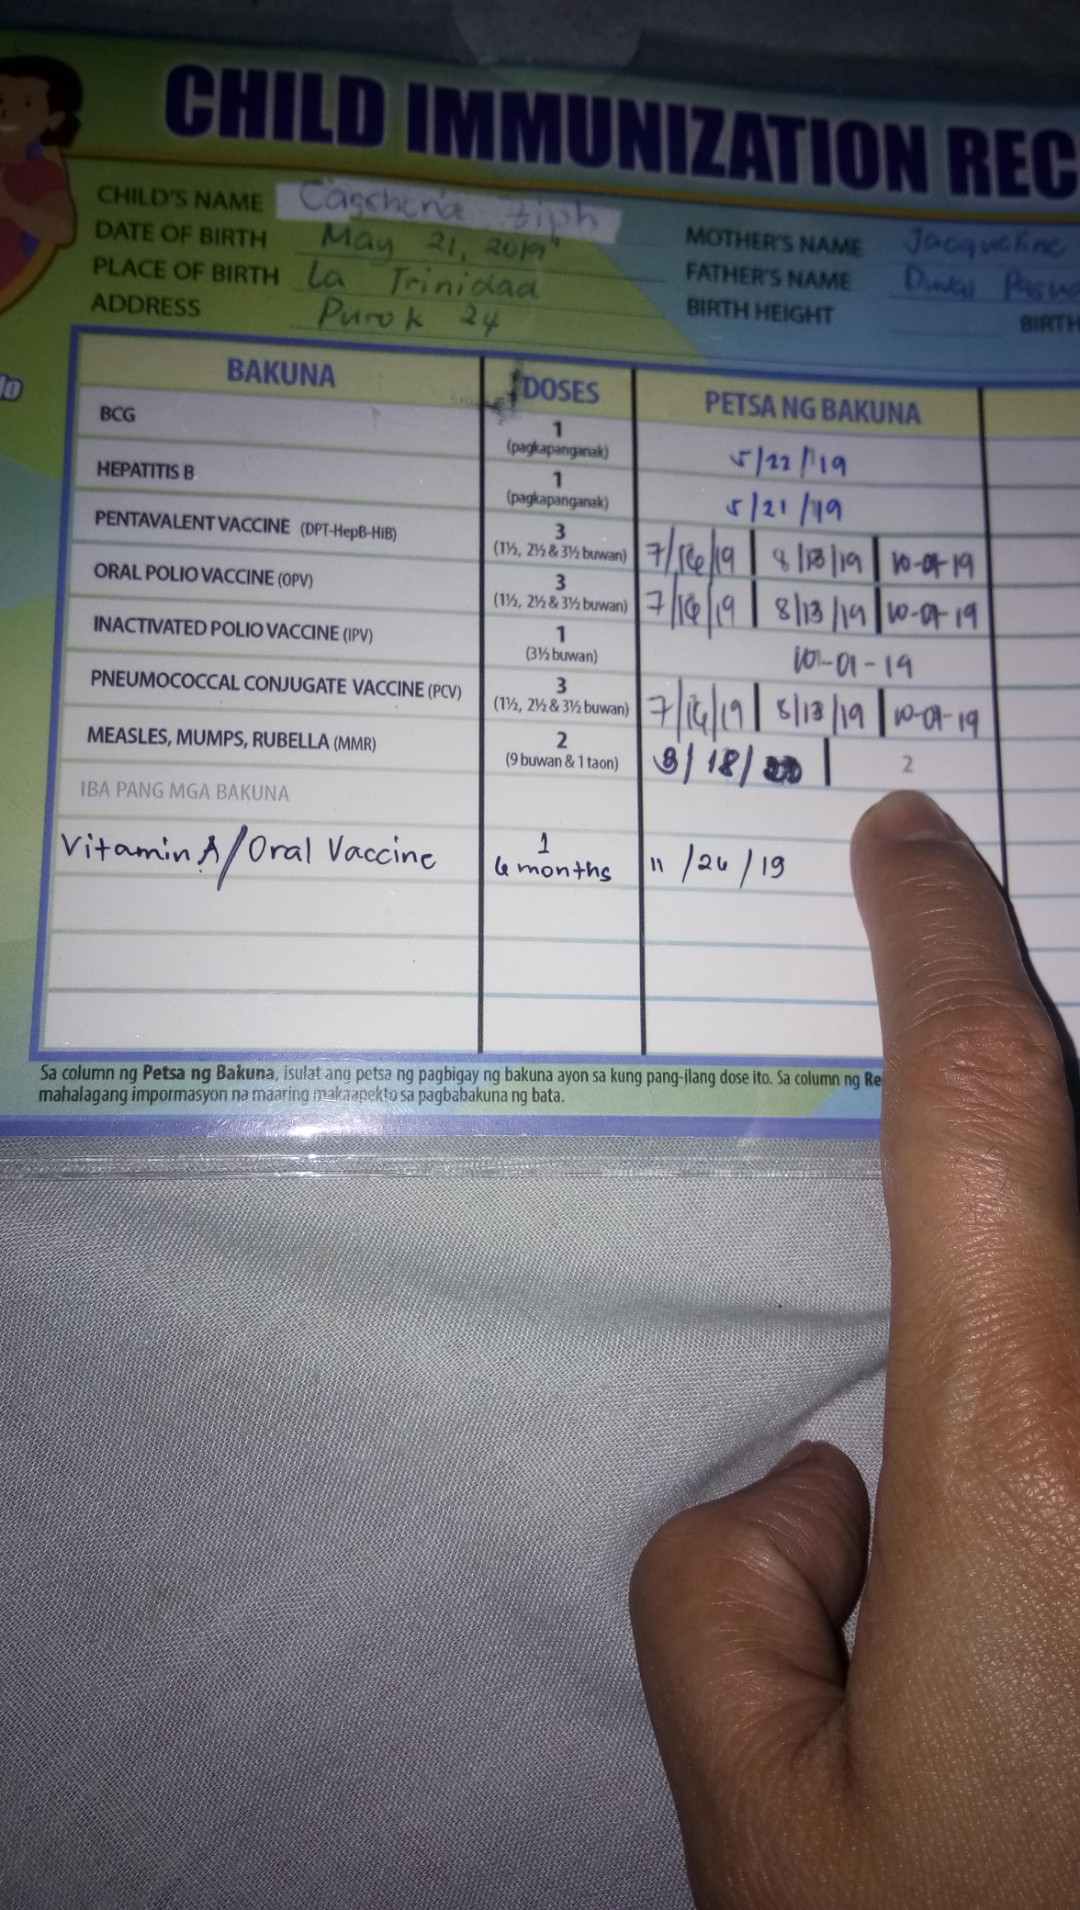 CHILD IMMUNIZATION REC
CHILD'S NAME
DATE OF BIRTH May 21, 2019
PLACE OF BIRTH La Trinidad
ADDRESS Purok 24
MOTHER'S NAME Jacqueline
FATHER'S NAME
BIRTH HEIGHT BIRTH
BAKUNA DOSES PETSA NG BAKUNA
BCG 1 (pagkapanganak) 5/22/19
HEPATITIS B 1 (pagkapanganak) 5/21/19
PENTAVALENT VACCINE (DPT-HepB-HiB) 3 (1½, 2½ & 3½ buwan) 7/16/19 8/13/19 10-01-19
ORAL POLIO VACCINE (OPV) 3 (1½, 2½ & 3½ buwan) 7/16/19 8/13/19 10-01-19
INACTIVATED POLIO VACCINE (IPV) 1 (3½ buwan) 10-01-19
PNEUMOCOCCAL CONJUGATE VACCINE (PCV) 3 (1½, 2½ & 3½ buwan) 7/16/19 8/13/19 10-01-19
MEASLES, MUMPS, RUBELLA (MMR) 2 (9 buwan & 1 taon) 3/18/20 2
IBA PANG MGA BAKUNA
Vitamin A/Oral Vaccine 1 6 months 11/26/19
Sa column ng Petsa ng Bakuna, isulat ang petsa ng pagbigay ng bakuna ayon sa kung pang-ilang dose ito. Sa column ng Re
mahalagang impormasyon na maaring makaapekto sa pagbabakuna ng bata.